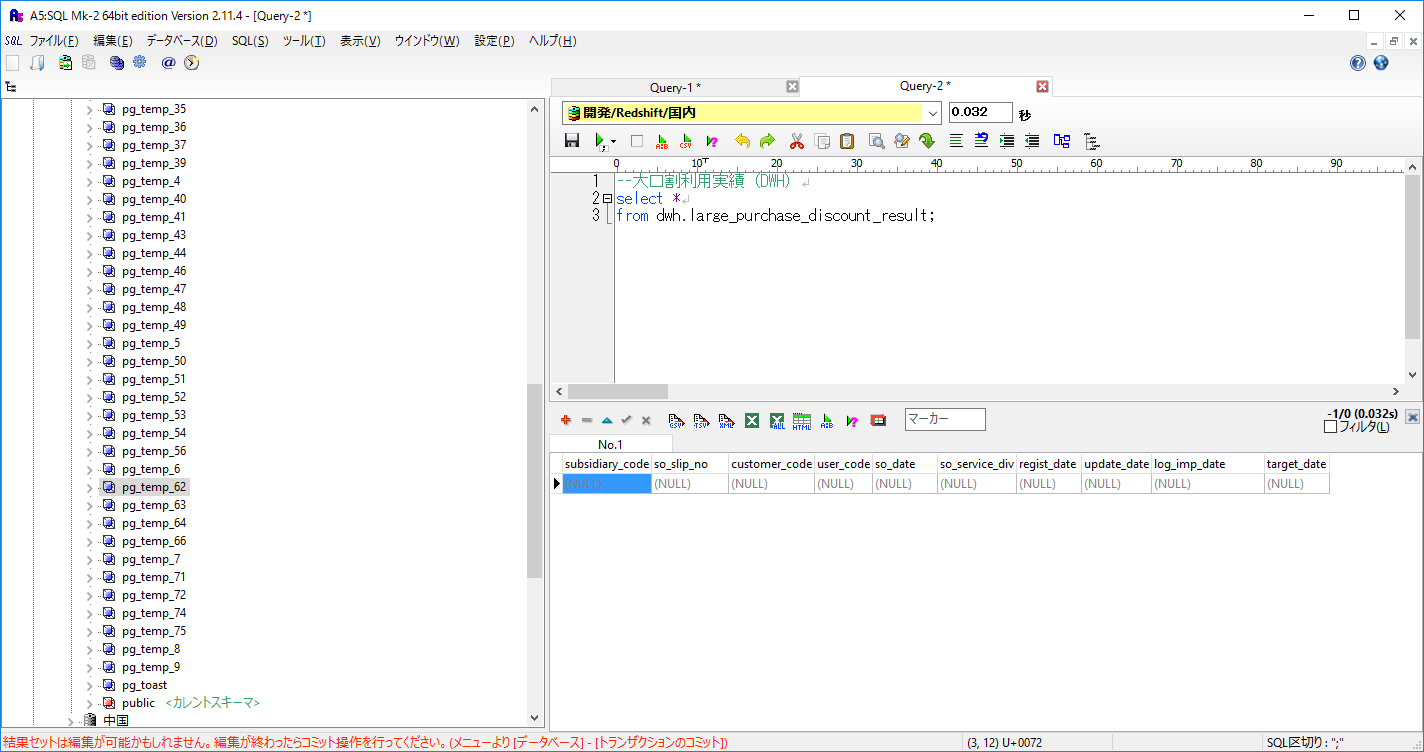 A5:SQL Mk-2 64bit edition Version 2.11.4 - [Query-2 *]
SQL ファイル(F) 編集(E) データベース(D) SQL(S) ツール(T) 表示(V) ウインドウ(W) 設定(P) ヘルプ(H)
pg_temp_35
pg_temp_36
pg_temp_37
pg_temp_39
pg_temp_4
pg_temp_40
pg_temp_41
pg_temp_43
pg_temp_44
pg_temp_46
pg_temp_47
pg_temp_48
pg_temp_49
pg_temp_5
pg_temp_50
pg_temp_51
pg_temp_52
pg_temp_53
pg_temp_54
pg_temp_56
pg_temp_6
pg_temp_62
pg_temp_63
pg_temp_64
pg_temp_66
pg_temp_7
pg_temp_71
pg_temp_72
pg_temp_74
pg_temp_75
pg_temp_8
pg_temp_9
pg_toast
public <カレントスキーマ>
中国
Query-1 * Query-2 *
開発/Redshift/国内 0.032 秒
0 10 20 30 40 50 60 70 80 90
1 --大口割利用実績（DWH）
2 select *
3 from dwh.large_purchase_discount_result;
マーカー -1/0 (0.032s)
フィルタ(L)
No.1
subsidiary_code so_slip_no customer_code user_code so_date so_service_div regist_date update_date log_imp_date target_date
(NULL) (NULL) (NULL) (NULL) (NULL) (NULL) (NULL) (NULL) (NULL) (NULL)
結果セットは編集が可能かもしれません。編集が終わったらコミット操作を行ってください。(メニューより [データベース] - [トランザクションのコミット]) (3, 12) U+0072 SQL区切り : ";"